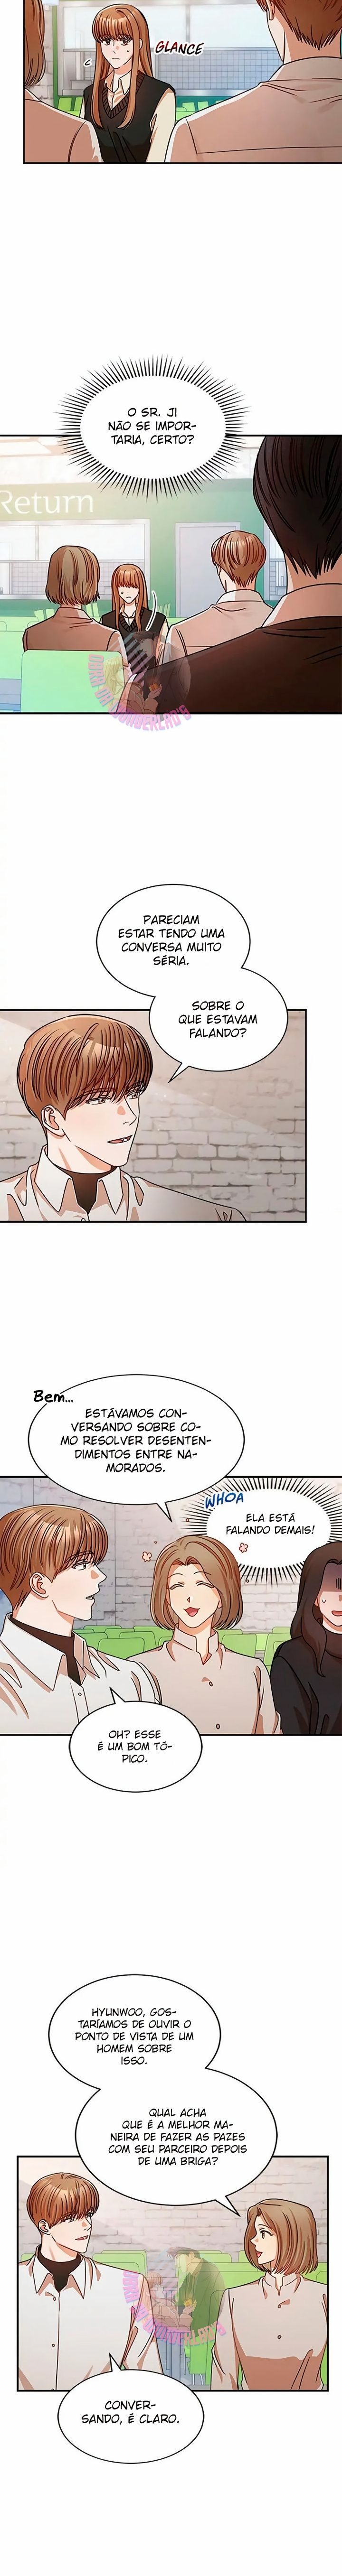 GLANCE
O SR. JI
NÃO SE IMPOR-
TARIA, CERTO?
Return
PARECIAM
ESTAR TENDO UMA
CONVERSA MUITO
SÉRIA.
SOBRE O
QUE ESTAVAM
FALANDO?
Bem...
ESTÁVAMOS CON-
VERSANDO SOBRE CO-
MO RESOLVER DESENTEN-
DIMENTOS ENTRE NA-
MORADOS.
WHOA
ELA ESTÁ
FALANDO DEMAIS!
OH? ESSE
É UM BOM TÓ-
PICO.
HYUNWOO, GOS-
TARÍAMOS DE OUVIR O
PONTO DE VISTA DE UM
HOMEM SOBRE
ISSO.
QUAL ACHA
QUE É A MELHOR MA-
NEIRA DE FAZER AS PAZES
COM SEU PARCEIRO DEPOIS
DE UMA BRIGA?
CONVER-
SANDO, É CLARO.